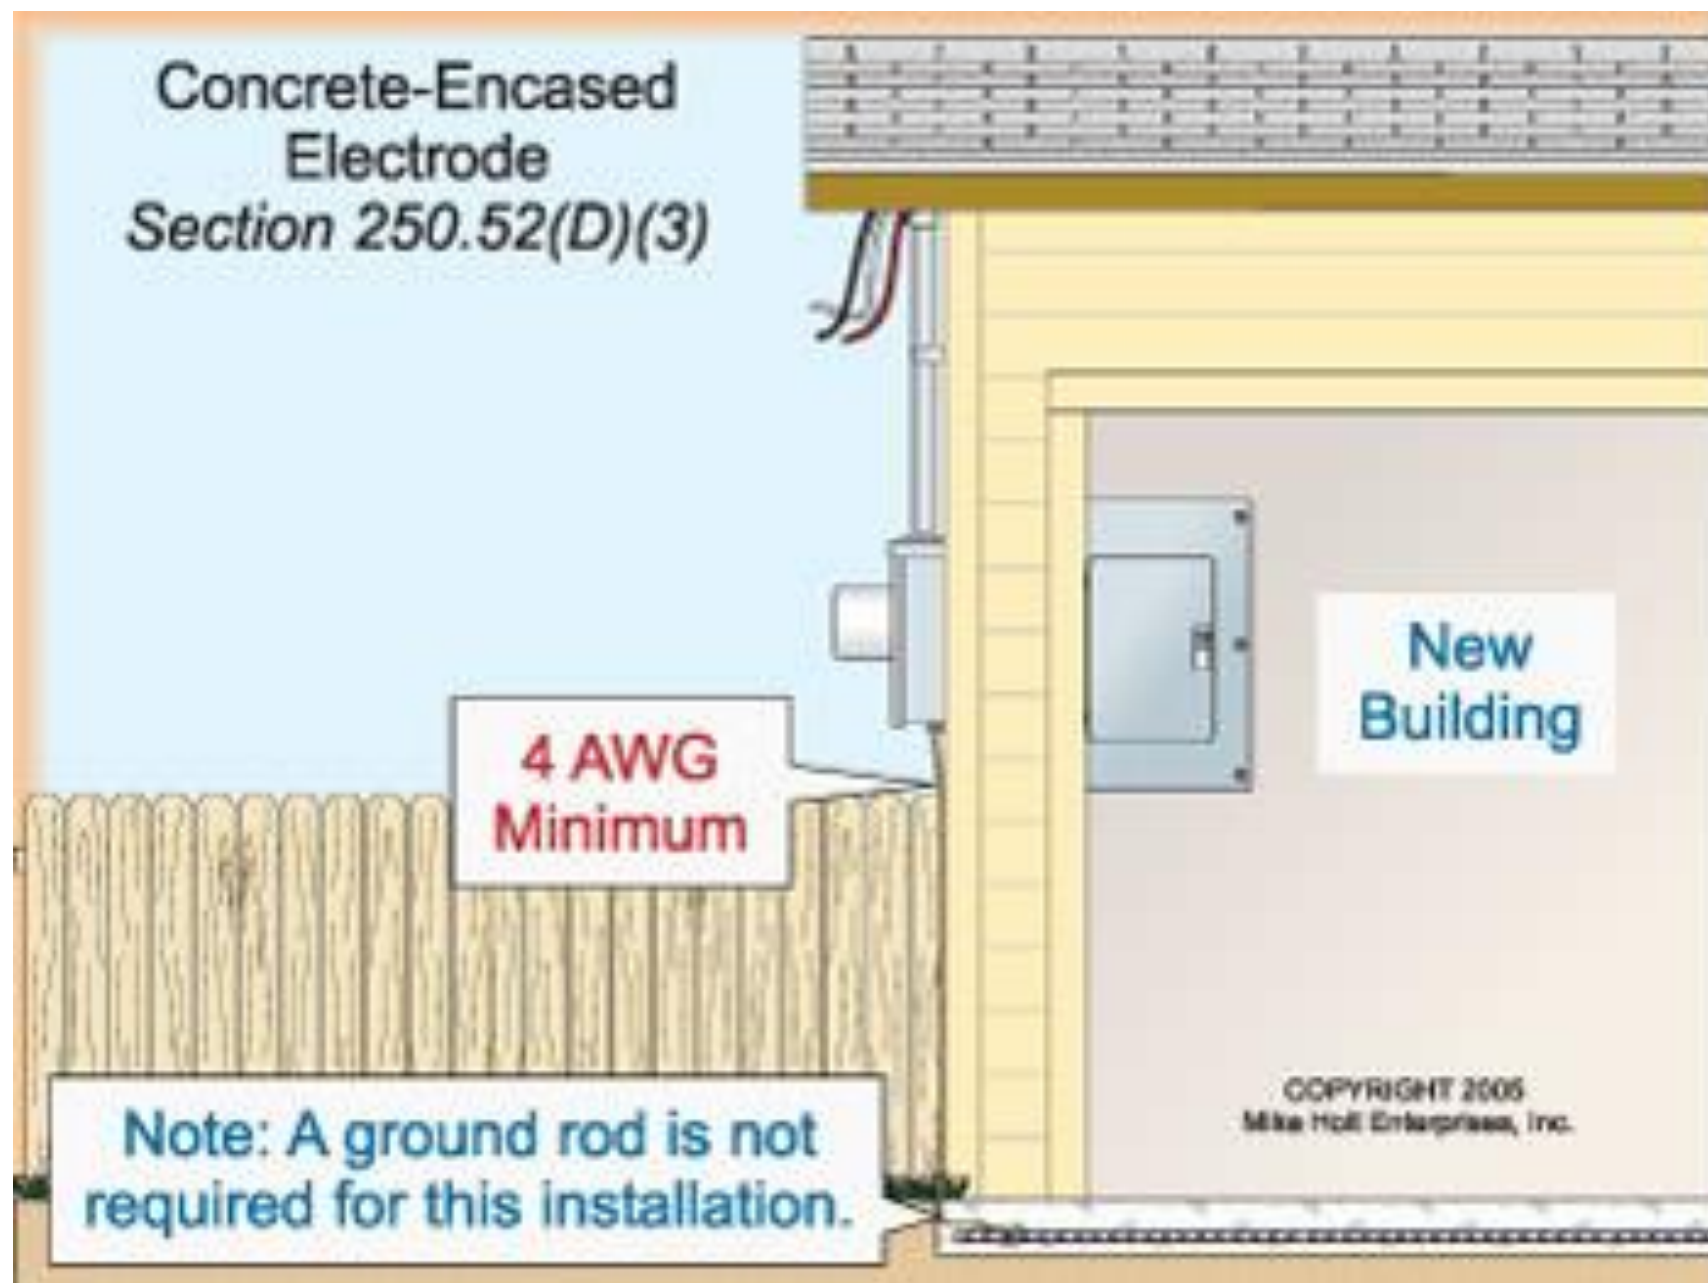 Concrete-Encased
Electrode
Section 250.52(D)(3)
4 AWG
Minimum
New
Building
COPYRIGHT 2005
Mike Holt Enterprises, Inc.
Note: A ground rod is not
required for this installation.